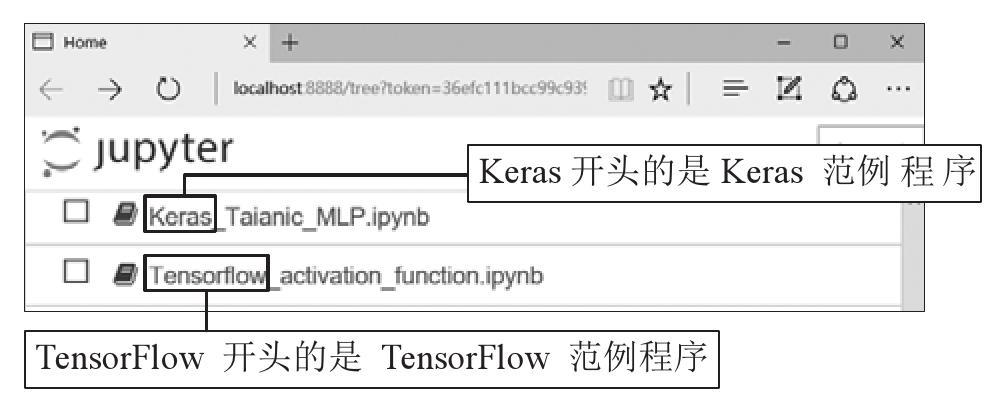 Home
localhost:8888/tree?token=36efc111bcc99c939
jupyter
Keras 开头的是 Keras 范例程序
Keras_Taianic_MLP.ipynb
Tensorflow_activation_function.ipynb
TensorFlow 开头的是 TensorFlow 范例程序